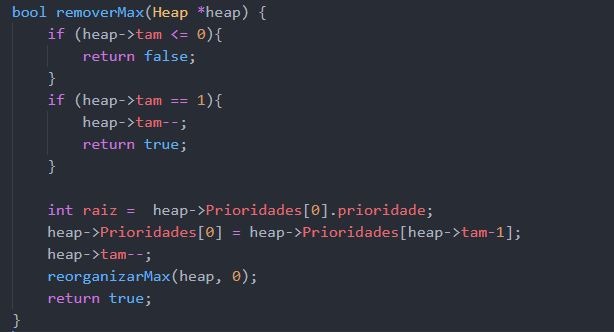 bool removerMax(Heap *heap) {
    if (heap->tam <= 0){
        return false;
    }
    if (heap->tam == 1){
        heap->tam--;
        return true;
    }

    int raiz =  heap->Prioridades[0].prioridade;
    heap->Prioridades[0] = heap->Prioridades[heap->tam-1];
    heap->tam--;
    reorganizarMax(heap, 0);
    return true;
}